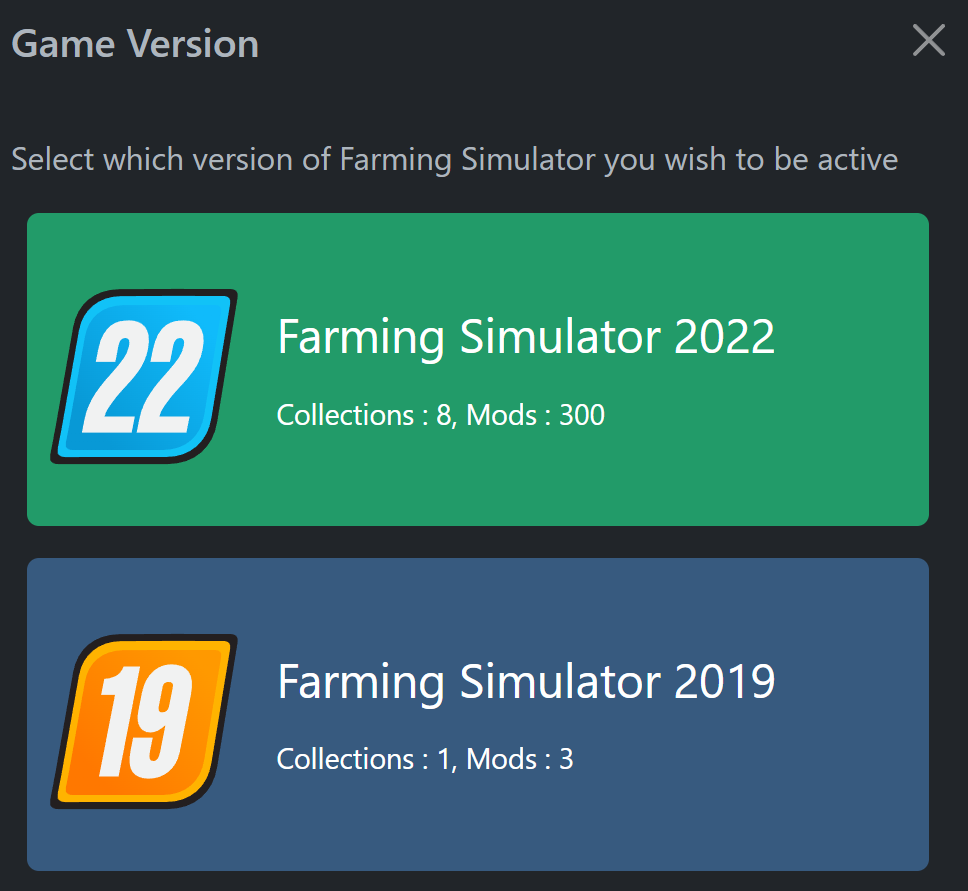 Game Version
Select which version of Farming Simulator you wish to be active
22
Farming Simulator 2022
Collections : 8, Mods : 300
19
Farming Simulator 2019
Collections : 1, Mods : 3